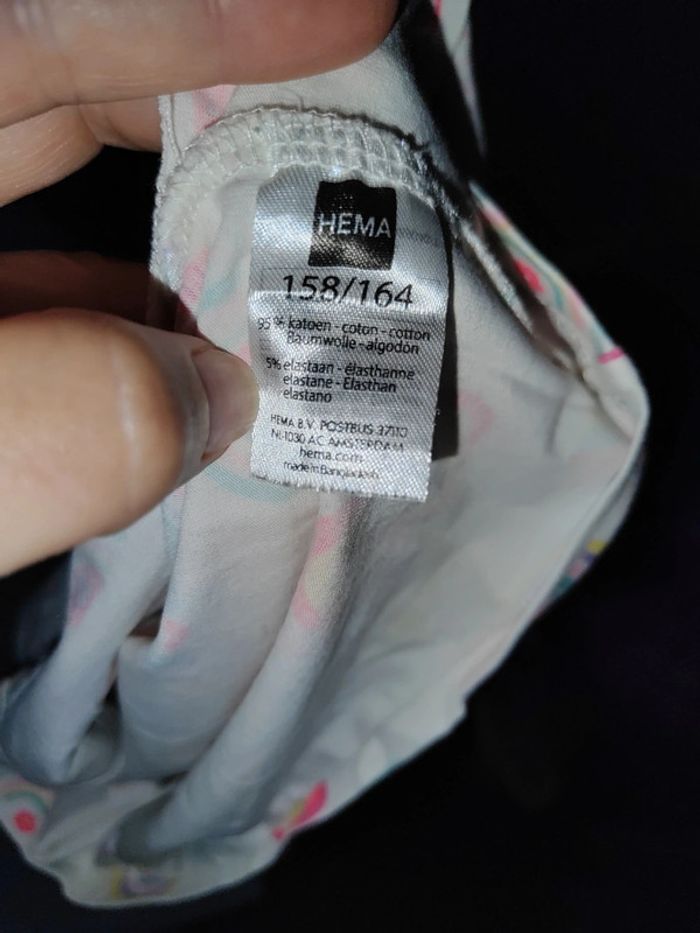 HEMA
158/164
95% katoen - coton - cotton
Baumwolle - algodón
5% elastaan - élasthanne
elastane - Elasthan
elastano
HEMA B.V. POSTBUS 37110
NL-1030 AC AMSTERDAM
hema.com
made in Bangladesh